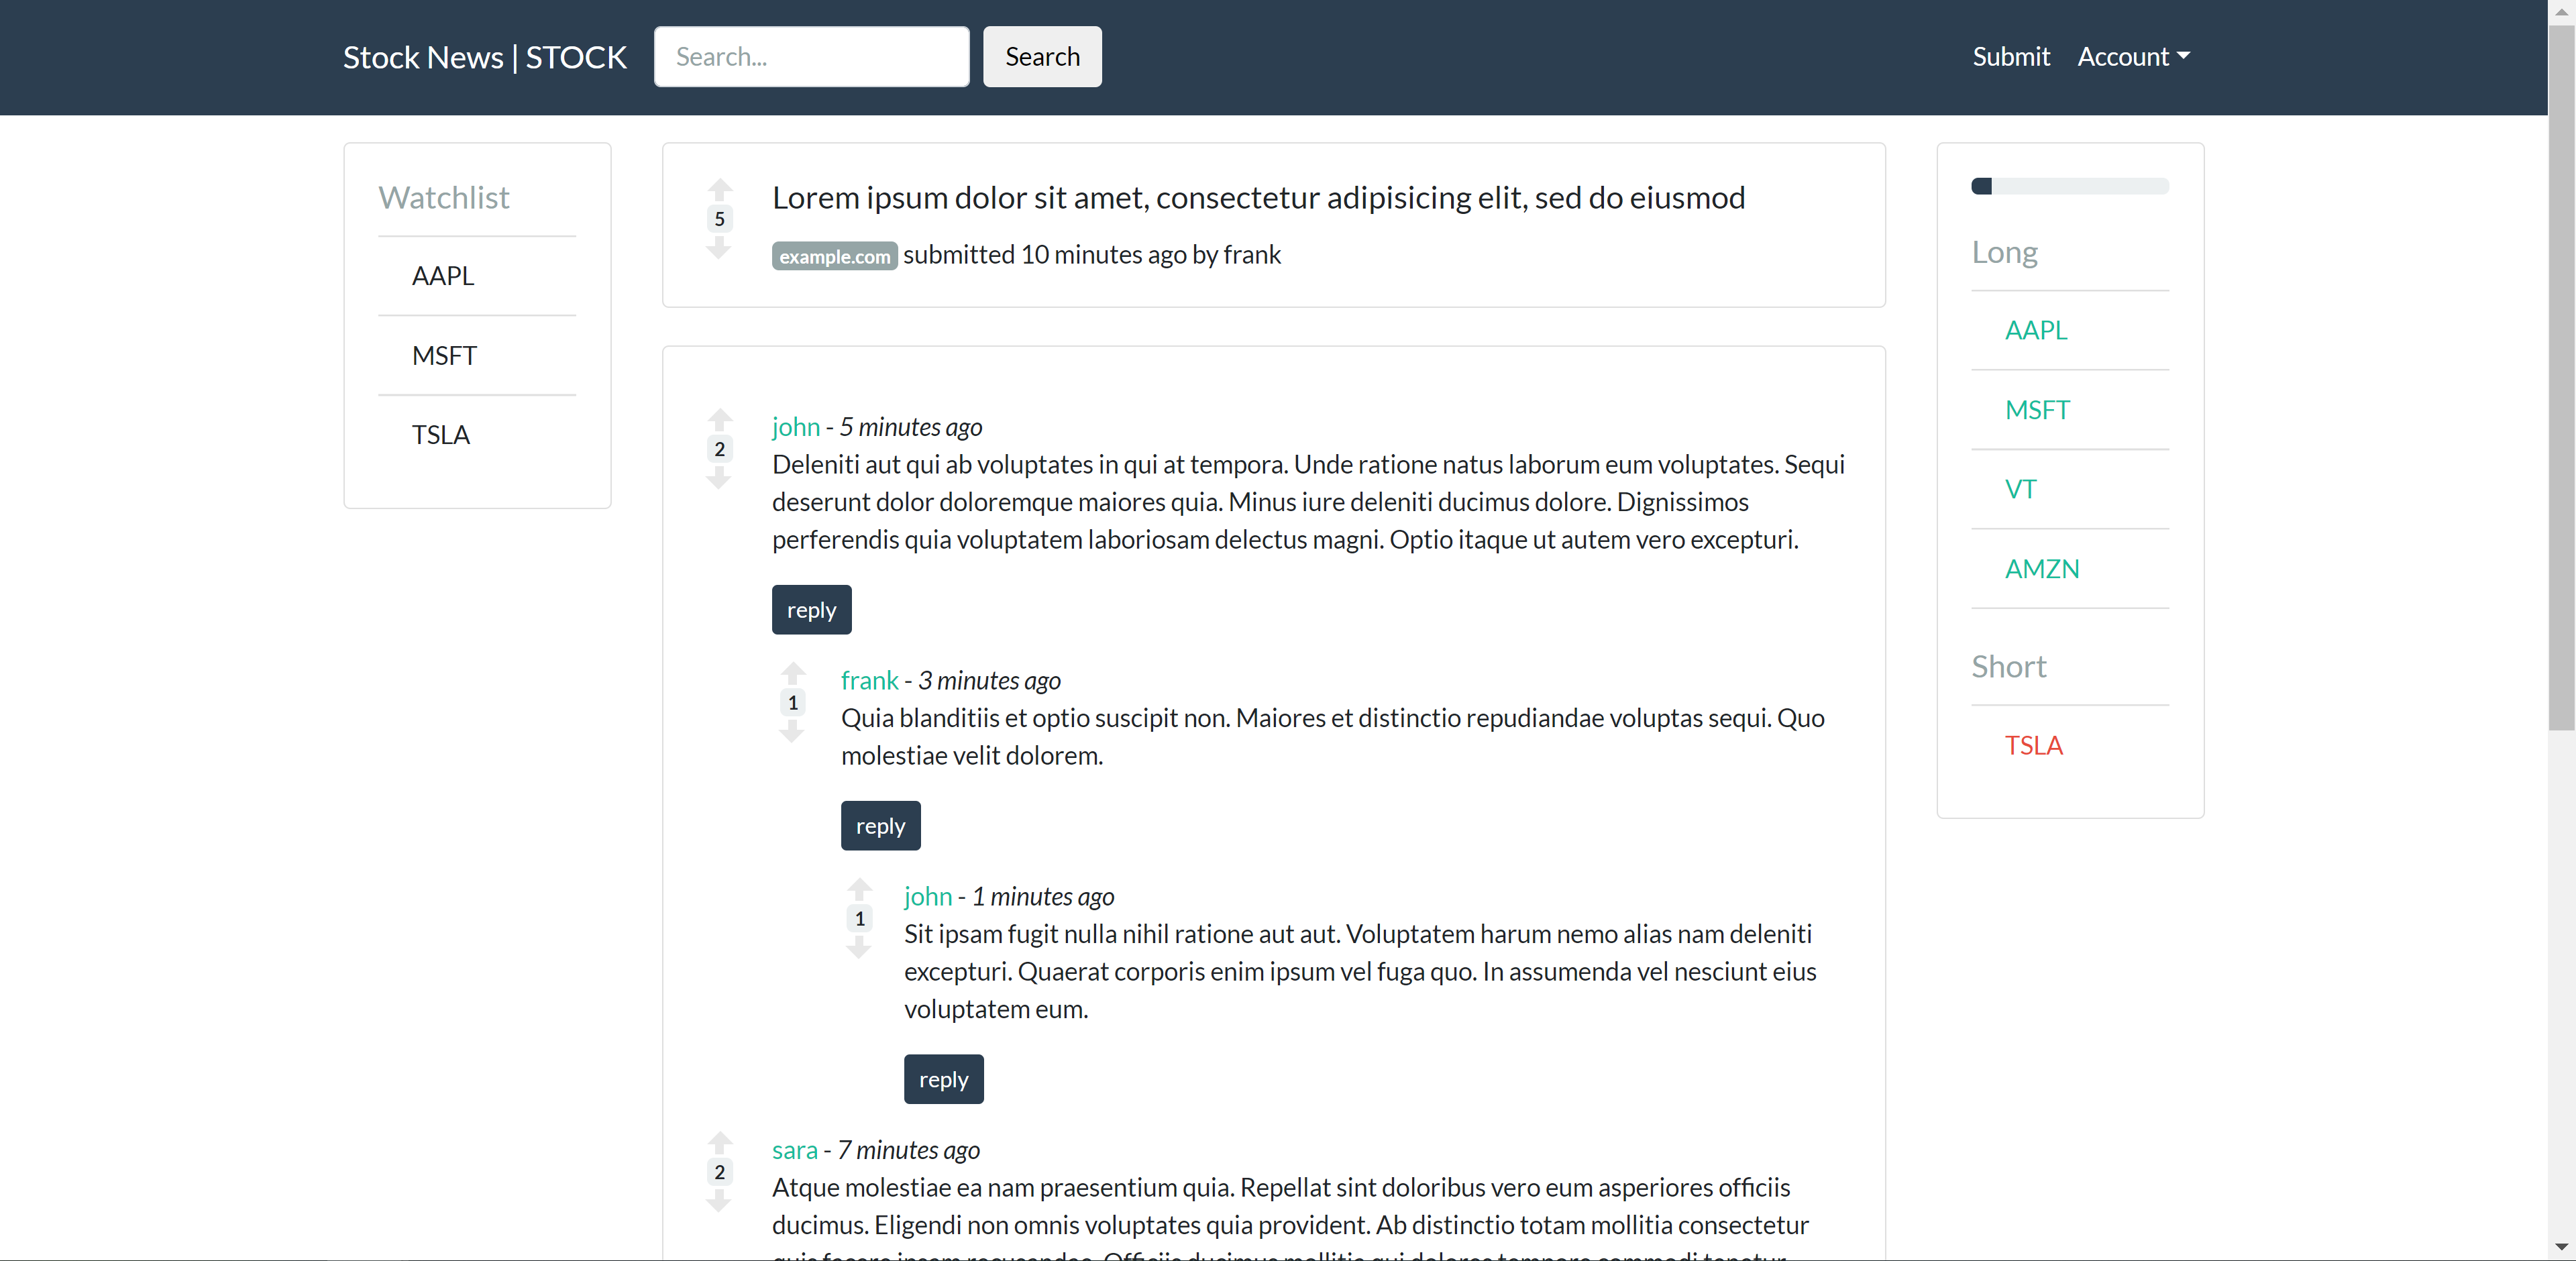 Stock News | STOCK
Search...
Search
Submit
Account
Watchlist
AAPL
MSFT
TSLA
5
Lorem ipsum dolor sit amet, consectetur adipisicing elit, sed do eiusmod
example.com submitted 10 minutes ago by frank
2
john - 5 minutes ago
Deleniti aut qui ab voluptates in qui at tempora. Unde ratione natus laborum eum voluptates. Sequi
deserunt dolor doloremque maiores quia. Minus iure deleniti ducimus dolore. Dignissimos
perferendis quia voluptatem laboriosam delectus magni. Optio itaque ut autem vero excepturi.
reply
1
frank - 3 minutes ago
Quia blanditiis et optio suscipit non. Maiores et distinctio repudiandae voluptas sequi. Quo
molestiae velit dolorem.
reply
1
john - 1 minutes ago
Sit ipsam fugit nulla nihil ratione aut aut. Voluptatem harum nemo alias nam deleniti
excepturi. Quaerat corporis enim ipsum vel fuga quo. In assumenda vel nesciunt eius
voluptatem eum.
reply
2
sara - 7 minutes ago
Atque molestiae ea nam praesentium quia. Repellat sint doloribus vero eum asperiores officiis
ducimus. Eligendi non omnis voluptates quia provident. Ab distinctio totam mollitia consectetur
Long
AAPL
MSFT
VT
AMZN
Short
TSLA